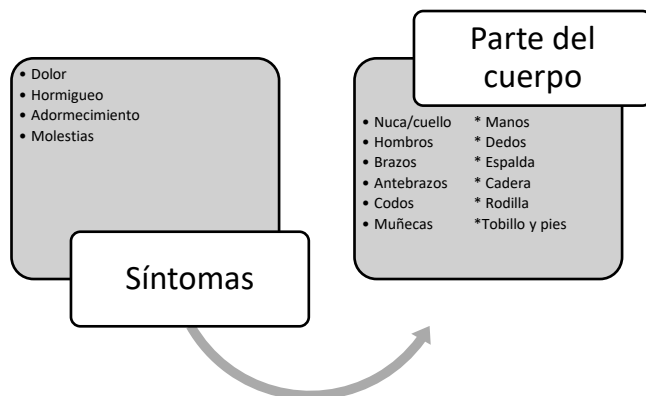 • Dolor
• Hormigueo
• Adormecimiento
• Molestias
Síntomas
Parte del
cuerpo
• Nuca/cuello * Manos
• Hombros * Dedos
• Brazos * Espalda
• Antebrazos * Cadera
• Codos * Rodilla
• Muñecas *Tobillo y pies